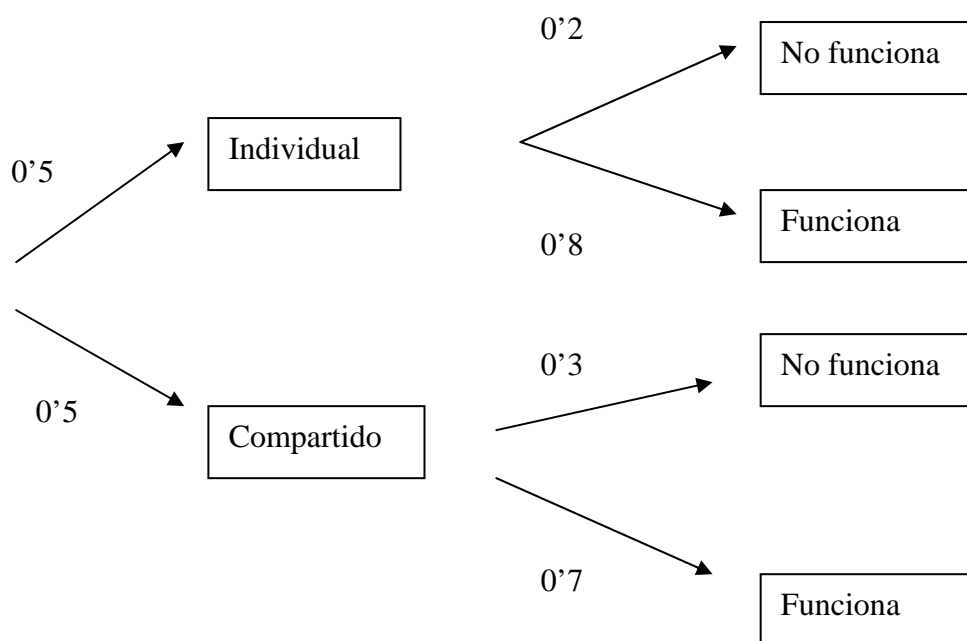 0’2
No funciona
Individual
0’5
Funciona
0’8
No funciona
0’3
0’5
Compartido
0’7
Funciona